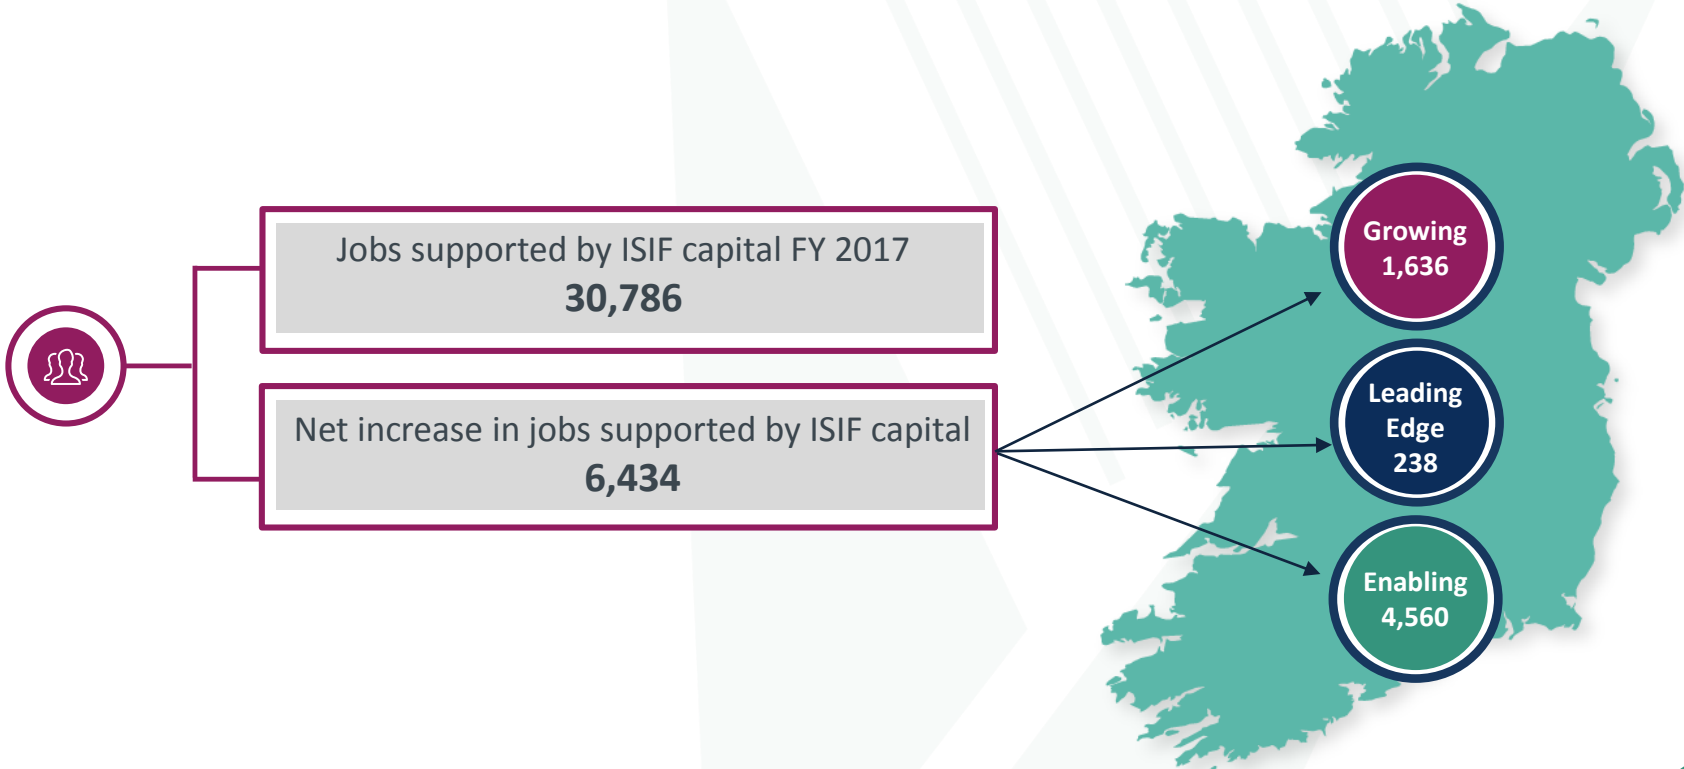 Jobs supported by ISIF capital FY 2017
30,786
Net increase in jobs supported by ISIF capital
6,434
Growing
1,636
Leading
Edge
238
Enabling
4,560